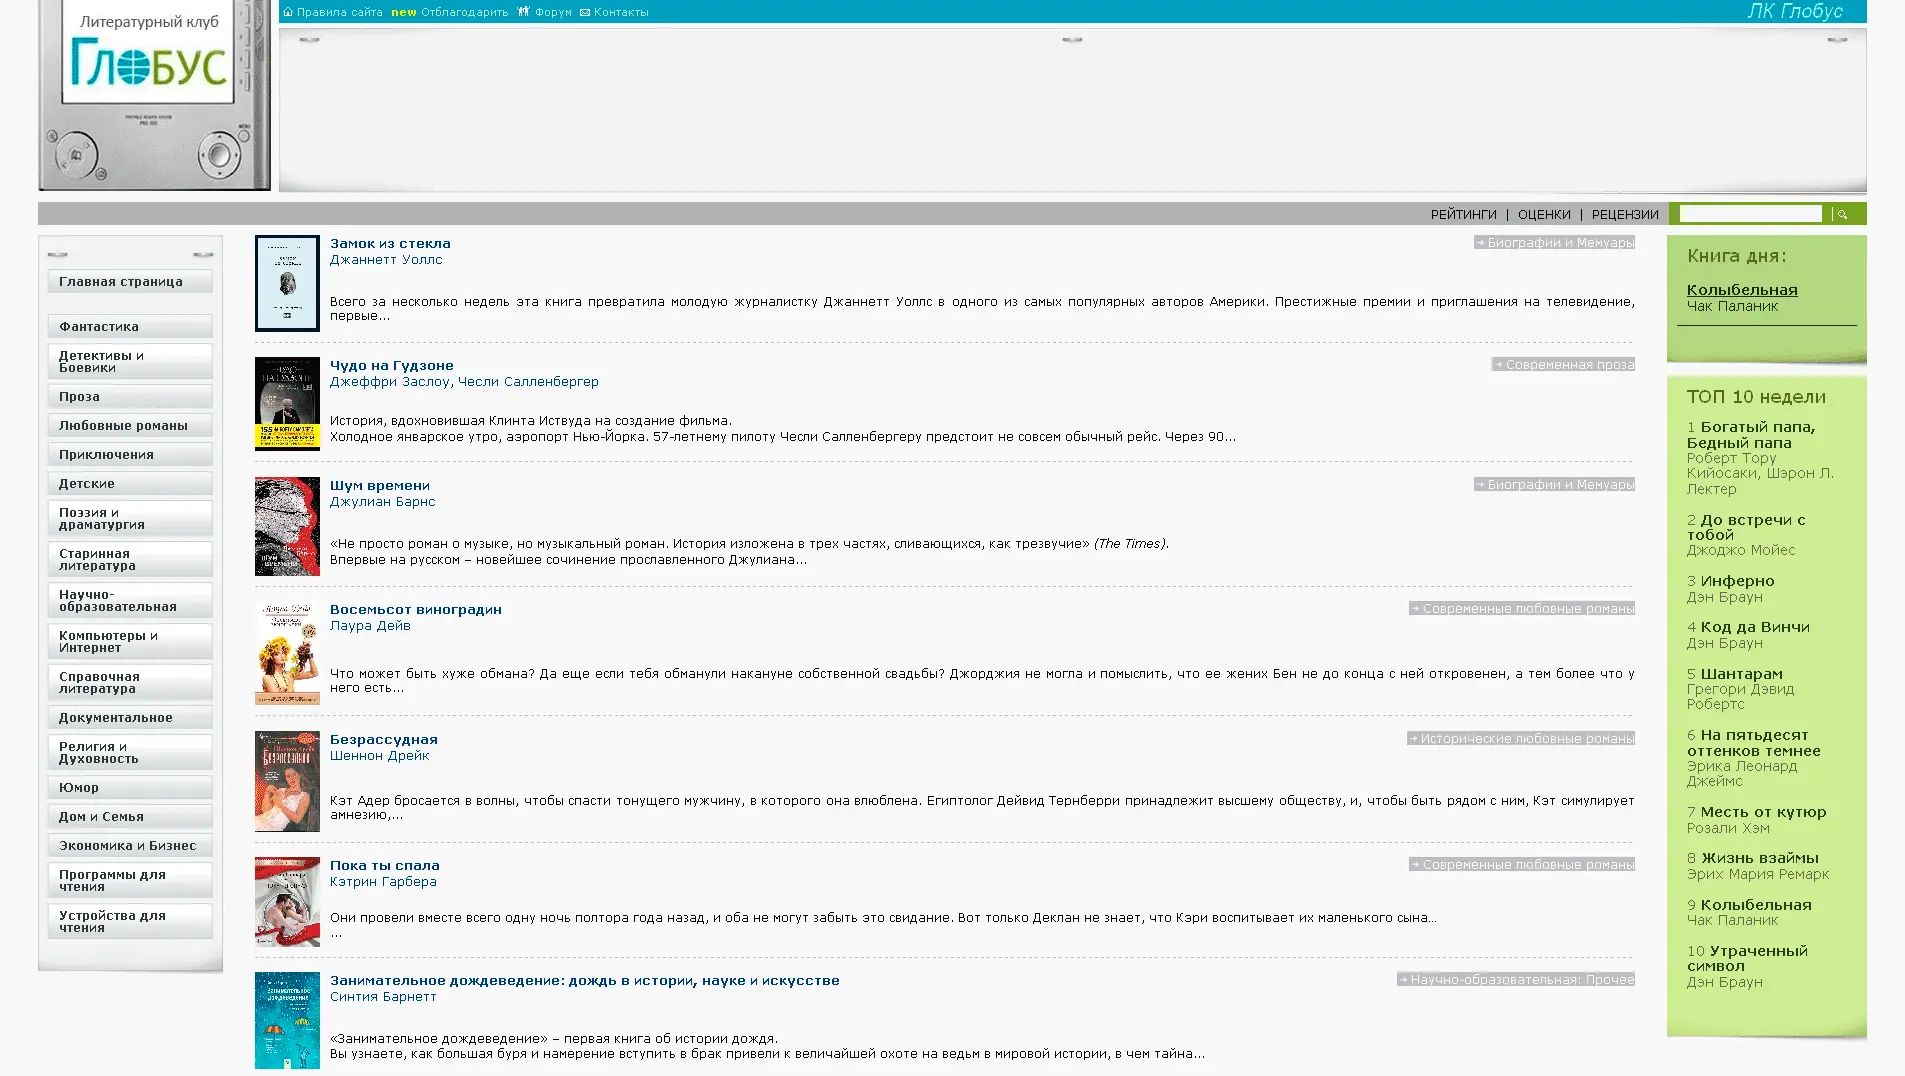 Литературный клуб
ГЛОБУС
Правила сайта new Отблагодарить Форум Контакты
ЛК Глобус
РЕЙТИНГИ | ОЦЕНКИ | РЕЦЕНЗИИ
Главная страница
Фантастика
Детективы и
Боевики
Проза
Любовные романы
Приключения
Детские
Поэзия и
драматургия
Старинная
литература
Научно-
образовательная
Компьютеры и
Интернет
Справочная
литература
Документальное
Религия и
Духовность
Юмор
Дом и Семья
Экономика и Бизнес
Программы для
чтения
Устройства для
чтения
Замок из стекла
Джаннетт Уоллс
Биографии и Мемуары
Всего за несколько недель эта книга превратила молодую журналистку Джаннетт Уоллс в одного из самых популярных авторов Америки. Престижные премии и приглашения на телевидение,
первые...
Чудо на Гудзоне
Джеффри Заслоу, Чесли Салленбергер
Современная проза
История, вдохновившая Клинта Иствуда на создание фильма.
Холодное январское утро, аэропорт Нью-Йорка. 57-летнему пилоту Чесли Салленбергеру предстоит не совсем обычный рейс. Через 90...
Шум времени
Джулиан Барнс
Биографии и Мемуары
«Не просто роман о музыке, но музыкальный роман. История изложена в трех частях, сливающихся, как трезвучие» (The Times).
Впервые на русском – новейшее сочинение прославленного Джулиана...
Восемьсот виноградин
Лаура Дейв
Современные любовные романы
Что может быть хуже обмана? Да еще если тебя обманули накануне собственной свадьбы? Джорджия не могла и помыслить, что ее жених Бен не до конца с ней откровенен, а тем более что у
него есть...
Безрассудная
Шеннон Дрейк
Исторические любовные романы
Кэт Адер бросается в волны, чтобы спасти тонущего мужчину, в которого она влюблена. Египтолог Дейвид Тернберри принадлежит высшему обществу, и, чтобы быть рядом с ним, Кэт симулирует
амнезию,...
Пока ты спала
Кэтрин Гарбера
Современные любовные романы
Они провели вместе всего одну ночь полтора года назад, и оба не могут забыть это свидание. Вот только Деклан не знает, что Кэри воспитывает их маленького сына...
...
Занимательное дождеведение: дождь в истории, науке и искусстве
Синтия Барнетт
Научно-образовательная: Прочее
«Занимательное дождеведение» – первая книга об истории дождя.
Вы узнаете, как большая буря и намерение вступить в брак привели к величайшей охоте на ведьм в мировой истории, в чем тайна...
Книга дня:
Колыбельная
Чак Паланик
ТОП 10 недели
1 Богатый папа,
Бедный папа
Роберт Тору
Кийосаки, Шэрон Л.
Лектер
2 До встречи с
тобой
Джоджо Мойес
3 Инферно
Дэн Браун
4 Код да Винчи
Дэн Браун
5 Шантарам
Грегори Дэвид
Робертс
6 На пятьдесят
оттенков темнее
Эрика Леонард
Джеймс
7 Месть от кутюр
Розали Хэм
8 Жизнь взаймы
Эрих Мария Ремарк
9 Колыбельная
Чак Паланик
10 Утраченный
символ
Дэн Браун